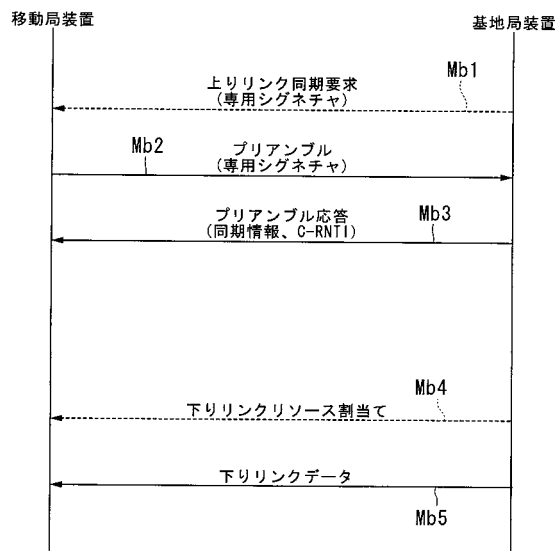 移動局装置
基地局装置
Mb1
上りリンク同期要求
(専用シグネチャ)
Mb2
プリアンブル
(専用シグネチャ)
Mb3
プリアンブル応答
(同期情報、C-RNTI)
Mb4
下りリンクリソース割当て
下りリンクデータ
Mb5